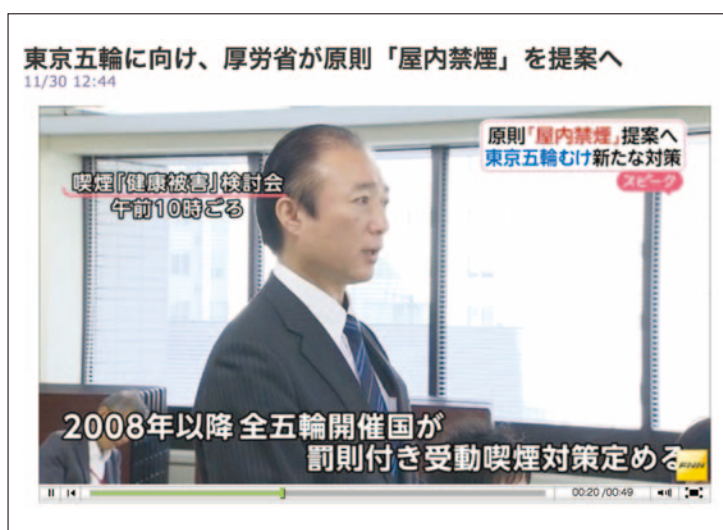 東京五輪に向け、厚労省が原則「屋内禁煙」を提案へ
11/30 12:44
原則「屋内禁煙」提案へ
東京五輪むけ新たな対策
スピーク
喫煙「健康被害」検討会
午前10時ごろ
2008年以降 全五輪開催国が
罰則付き受動喫煙対策定める
FNN
00:20 /00:49